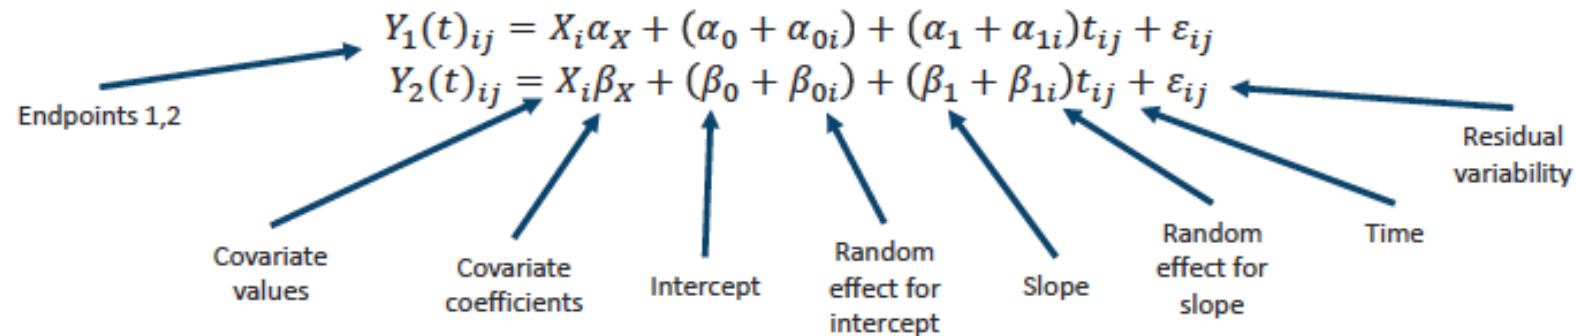 Y₁(t)ᵢⱼ = Xᵢα_X + (α₀ + α₀ᵢ) + (α₁ + α₁ᵢ)tᵢⱼ + εᵢⱼ
Y₂(t)ᵢⱼ = Xᵢβ_X + (β₀ + β₀ᵢ) + (β₁ + β₁ᵢ)tᵢⱼ + εᵢⱼ
Endpoints 1,2
Residual
variability
Covariate
values
Covariate
coefficients
Intercept
Random
effect for
intercept
Slope
Random
effect for
slope
Time